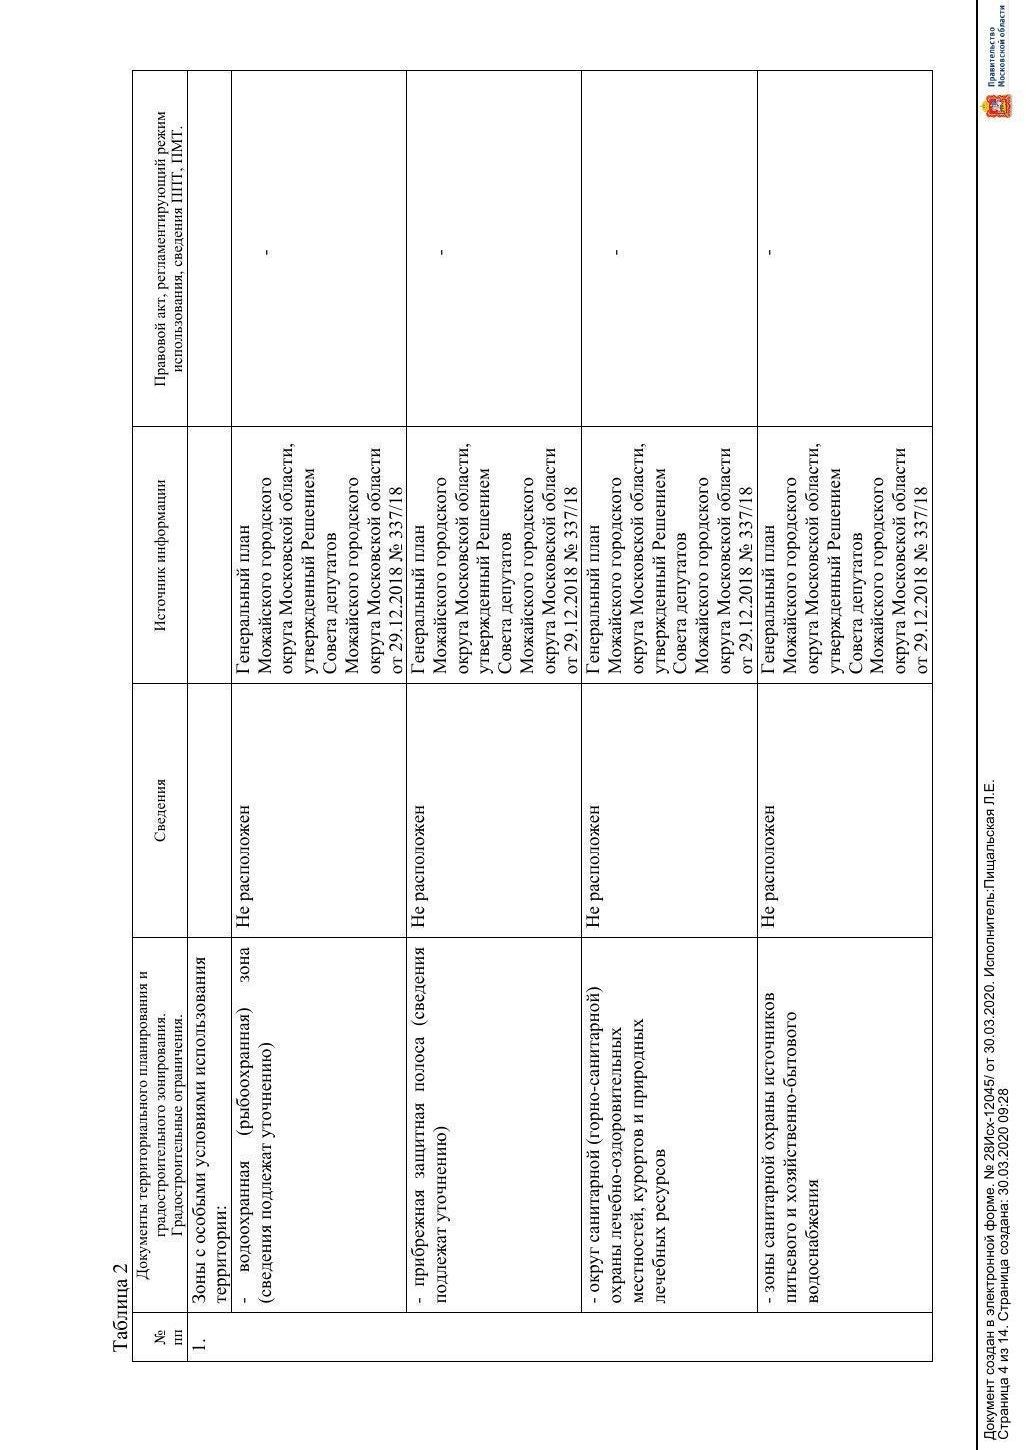 Таблица 2
№
пп
Документы территориального планирования и
градостроительного зонирования.
Градостроительные ограничения.
Сведения
Источник информации
Правовой акт, регламентирующий режим
использования, сведения ППТ, ПМТ.
1.
Зоны с особыми условиями использования
территории:
- водоохранная (рыбоохранная) зона
(сведения подлежат уточнению)
Не расположен
Генеральный план
Можайского городского
округа Московской области,
утвержденный Решением
Совета депутатов
Можайского городского
округа Московской области
от 29.12.2018 № 337/18
-
- прибрежная защитная полоса (сведения
подлежат уточнению)
Не расположен
Генеральный план
Можайского городского
округа Московской области,
утвержденный Решением
Совета депутатов
Можайского городского
округа Московской области
от 29.12.2018 № 337/18
-
- округ санитарной (горно-санитарной)
охраны лечебно-оздоровительных
местностей, курортов и природных
лечебных ресурсов
Не расположен
Генеральный план
Можайского городского
округа Московской области,
утвержденный Решением
Совета депутатов
Можайского городского
округа Московской области
от 29.12.2018 № 337/18
-
- зоны санитарной охраны источников
питьевого и хозяйственно-бытового
водоснабжения
Не расположен
Генеральный план
Можайского городского
округа Московской области,
утвержденный Решением
Совета депутатов
Можайского городского
округа Московской области
от 29.12.2018 № 337/18
-
Документ создан в электронной форме. № 28Исх-12045/ от 30.03.2020. Исполнитель:Пищальская Л.Е.
Страница 4 из 14. Страница создана: 30.03.2020 09:28
Правительство
Московской области